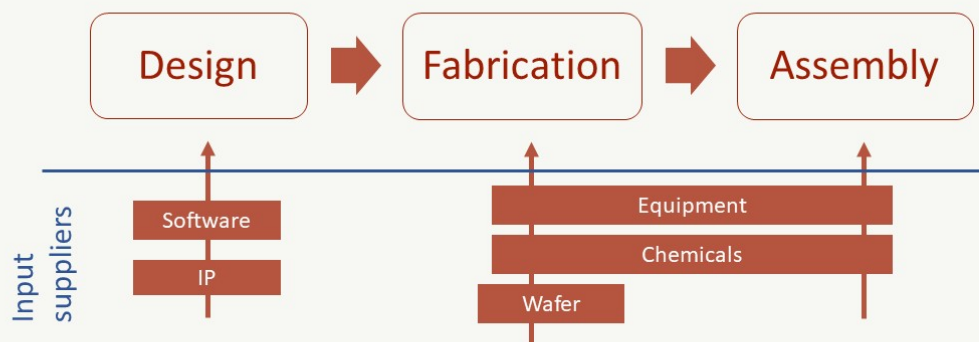 Design
Fabrication
Assembly
Input
suppliers
Software
IP
Equipment
Chemicals
Wafer